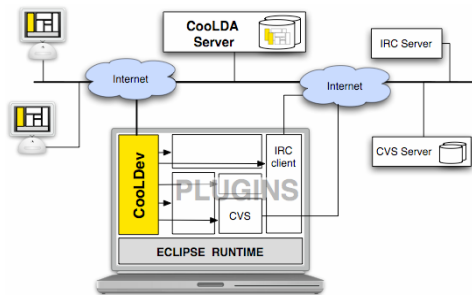 CooLDA
Server
IRC Server
Internet
Internet
CVS Server
CooLDev
IRC
client
PLUGINS
CVS
ECLIPSE RUNTIME